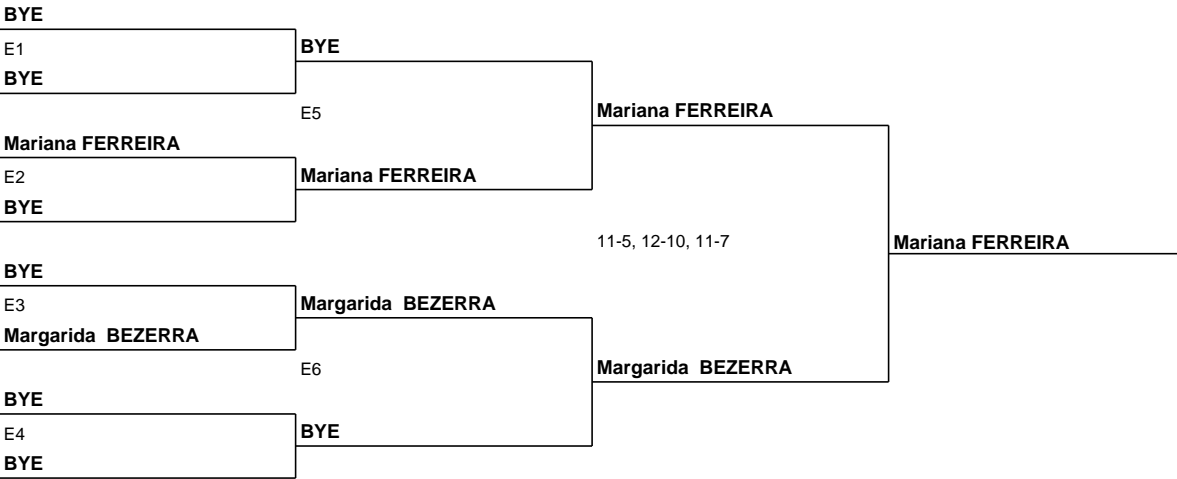 BYE
E1
BYE
BYE
E5
Mariana FERREIRA
Mariana FERREIRA
E2
Mariana FERREIRA
BYE
11-5, 12-10, 11-7
Mariana FERREIRA
BYE
E3
Margarida  BEZERRA
Margarida  BEZERRA
E6
Margarida  BEZERRA
BYE
E4
BYE
BYE